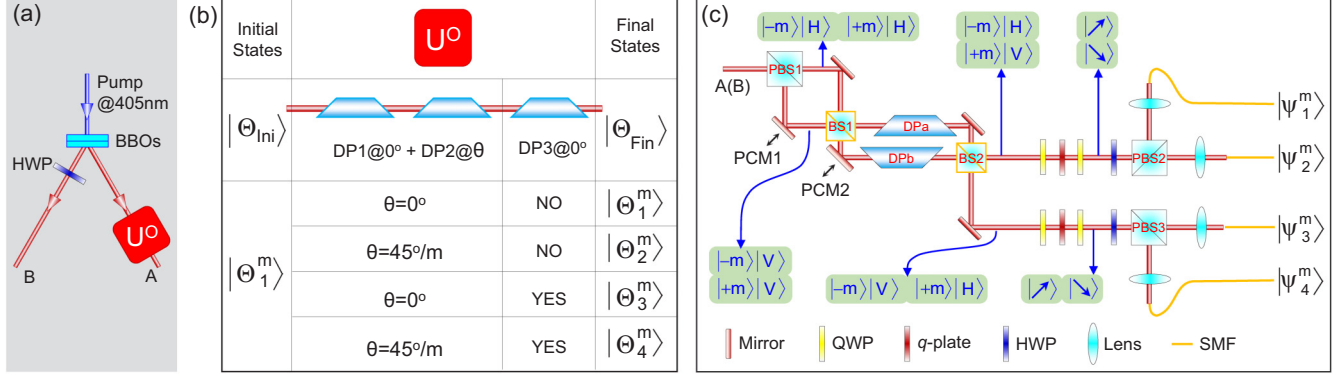 (a)
Pump
@405nm
BBOs
HWP
U^O
B
A
(b)
Initial
States
U^O
Final
States
|Θ_Ini⟩
DP1@0° + DP2@θ
DP3@0°
|Θ_Fin⟩
θ=0°
NO
|Θ_1^m⟩
θ=45°/m
NO
|Θ_2^m⟩
|Θ_1^m⟩
θ=0°
YES
|Θ_3^m⟩
θ=45°/m
YES
|Θ_4^m⟩
(c)
|−m⟩|H⟩ |+m⟩|H⟩
|−m⟩|H⟩
|+m⟩|V⟩
|↗⟩
|↘⟩
A(B)
PBS1
PCM1
BS1
DPa
PCM2
DPb
BS2
PBS2
|ψ_1^m⟩
|ψ_2^m⟩
PBS3
|ψ_3^m⟩
|ψ_4^m⟩
|−m⟩|V⟩
|+m⟩|V⟩
|−m⟩|V⟩ |+m⟩|H⟩
|↗⟩ |↘⟩
Mirror
QWP
q-plate
HWP
Lens
SMF